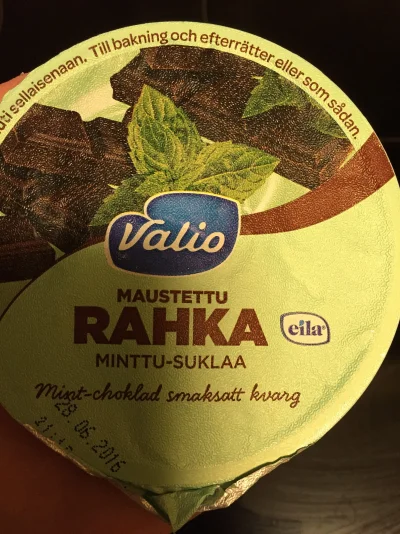 sellaisenaan. Till bakning och efterrätter eller som sådan.
Valio
MAUSTETTU
RAHKA
eila®
MINTTU-SUKLAA
Mint-choklad smaksatt kvarg
28.06.2016